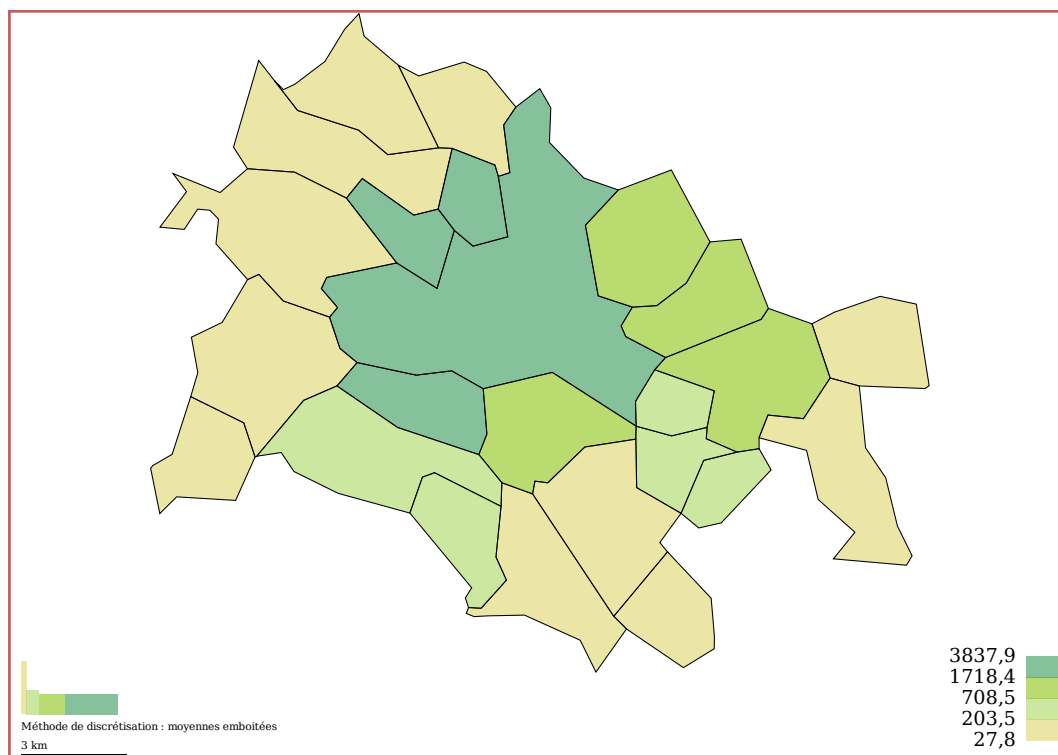 3837,9
1718,4
708,5
203,5
27,8
Méthode de discrétisation : moyennes emboitées
3 km